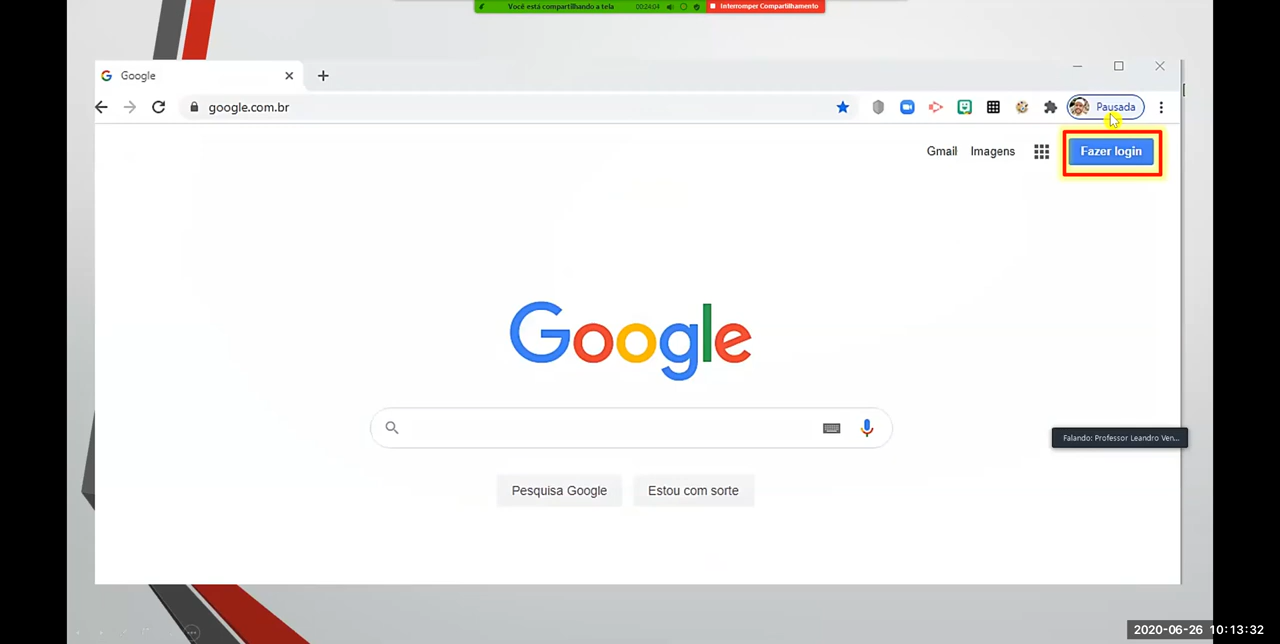 Você está compartilhando a tela 00:24:04 Interromper Compartilhamento
Google
google.com.br Pausada
Gmail Imagens Fazer login
Google
Falando: Professor Leandro Ven...
Pesquisa Google Estou com sorte
2020-06-26 10:13:32